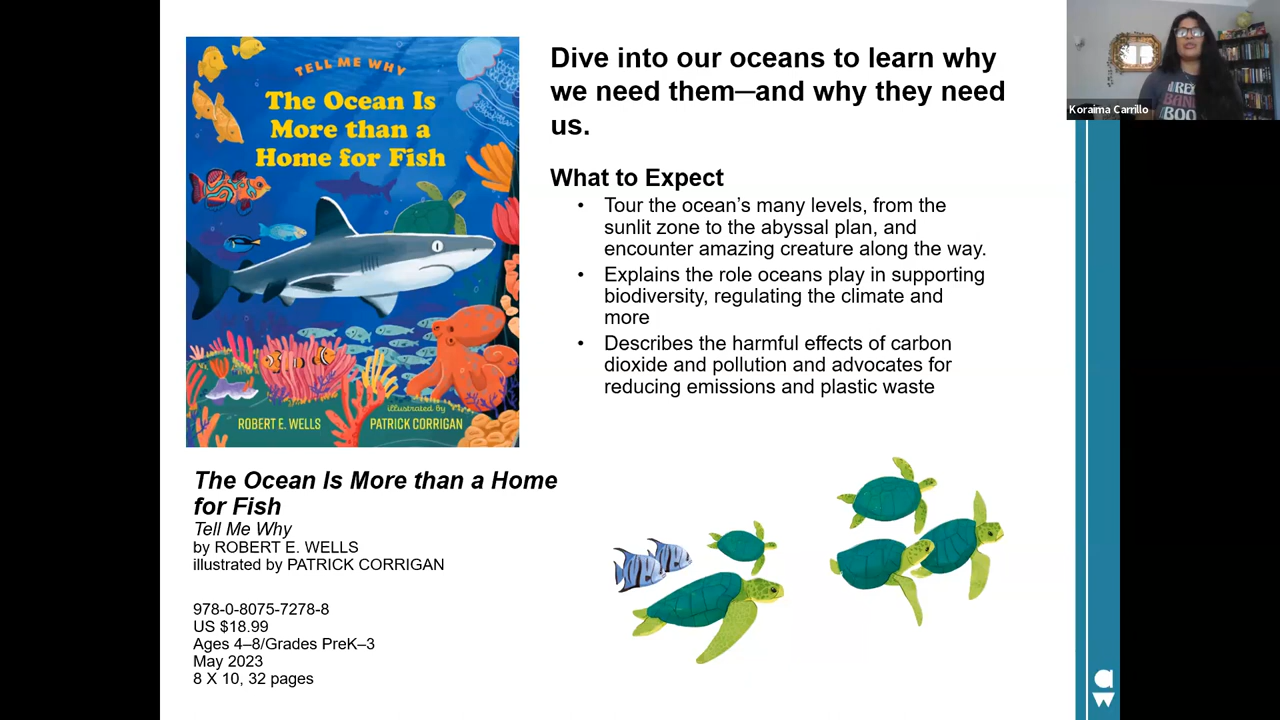 TELL ME WHY
The Ocean Is
More than a
Home for Fish
illustrated by
ROBERT E. WELLS
PATRICK CORRIGAN
Dive into our oceans to learn why
we need them—and why they need
us.
What to Expect
• Tour the ocean's many levels, from the
sunlit zone to the abyssal plan, and
encounter amazing creature along the way.
• Explains the role oceans play in supporting
biodiversity, regulating the climate and
more
• Describes the harmful effects of carbon
dioxide and pollution and advocates for
reducing emissions and plastic waste
The Ocean Is More than a Home
for Fish
Tell Me Why
by ROBERT E. WELLS
illustrated by PATRICK CORRIGAN
978-0-8075-7278-8
US $18.99
Ages 4–8/Grades PreK–3
May 2023
8 X 10, 32 pages
Koraima Carrillo
aw